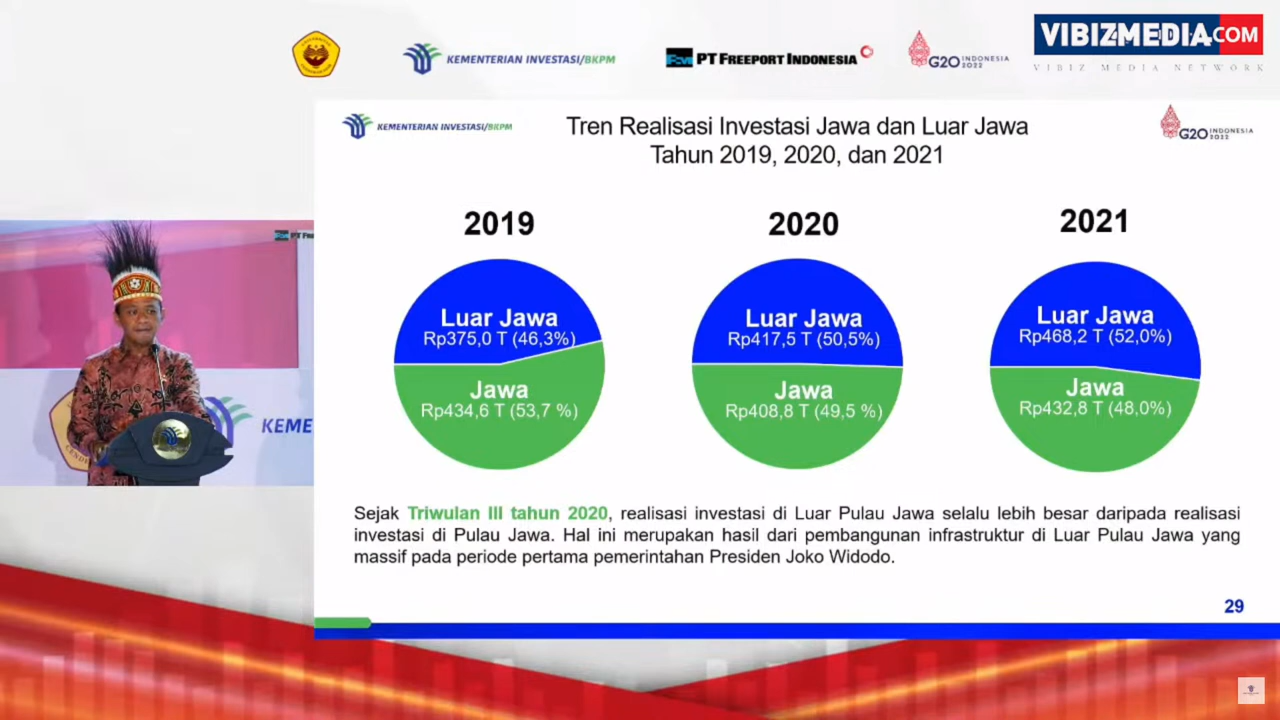 VIBIZMEDIA.COM
VIBIZ MEDIA NETWORK
KEMENTERIAN INVESTASI/BKPM
PT FREEPORT INDONESIA
G20 INDONESIA
2022
KEMENTERIAN INVESTASI/BKPM
Tren Realisasi Investasi Jawa dan Luar Jawa
Tahun 2019, 2020, dan 2021
G20 INDONESIA
2022
2019
2020
2021
Luar Jawa
Rp375,0 T (46,3%)
Jawa
Rp434,6 T (53,7 %)
Luar Jawa
Rp417,5 T (50,5%)
Jawa
Rp408,8 T (49,5 %)
Luar Jawa
Rp468,2 T (52,0%)
Jawa
Rp432,8 T (48,0%)
Sejak Triwulan III tahun 2020, realisasi investasi di Luar Pulau Jawa selalu lebih besar daripada realisasi
investasi di Pulau Jawa. Hal ini merupakan hasil dari pembangunan infrastruktur di Luar Pulau Jawa yang
massif pada periode pertama pemerintahan Presiden Joko Widodo.
29
KEME